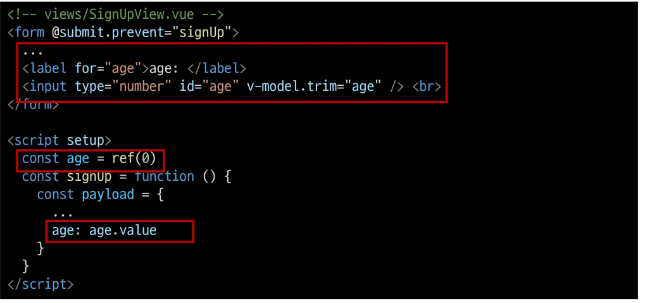 <!-- views/SignUpView.vue -->
<form @submit.prevent="signUp">
...
<label for="age">age: </label>
<input type="number" id="age" v-model.trim="age" /> <br>
</form>
<script setup>
const age = ref(0)
const signUp = function () {
const payload = {
...
age: age.value
}
}
</script>